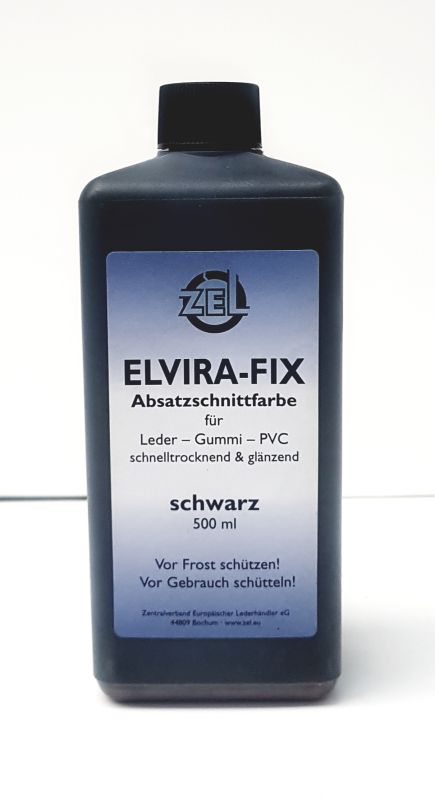 ZEL
ELVIRA-FIX
Absatzschnittfarbe
für
Leder – Gummi – PVC
schnelltrocknend & glänzend
schwarz
500 ml
Vor Frost schützen!
Vor Gebrauch schütteln!
Zentralverband Europäischer Lederhändler eG
44809 Bochum · www.zel.eu